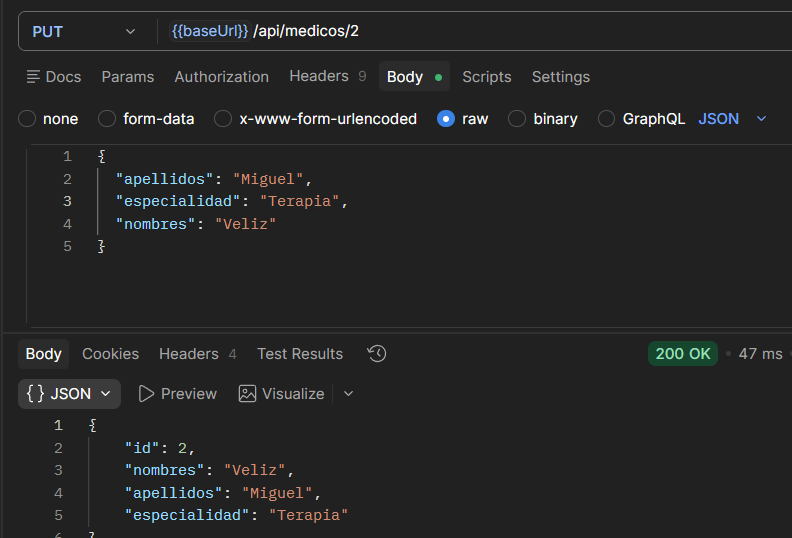 PUT {{baseUrl}} /api/medicos/2
Docs Params Authorization Headers 9 Body Scripts Settings
none form-data x-www-form-urlencoded raw binary GraphQL JSON
1 {
2 "apellidos": "Miguel",
3 "especialidad": "Terapia",
4 "nombres": "Veliz"
5 }
Body Cookies Headers 4 Test Results 200 OK • 47 ms
{} JSON Preview Visualize
1 {
2 "id": 2,
3 "nombres": "Veliz",
4 "apellidos": "Miguel",
5 "especialidad": "Terapia"
6 }